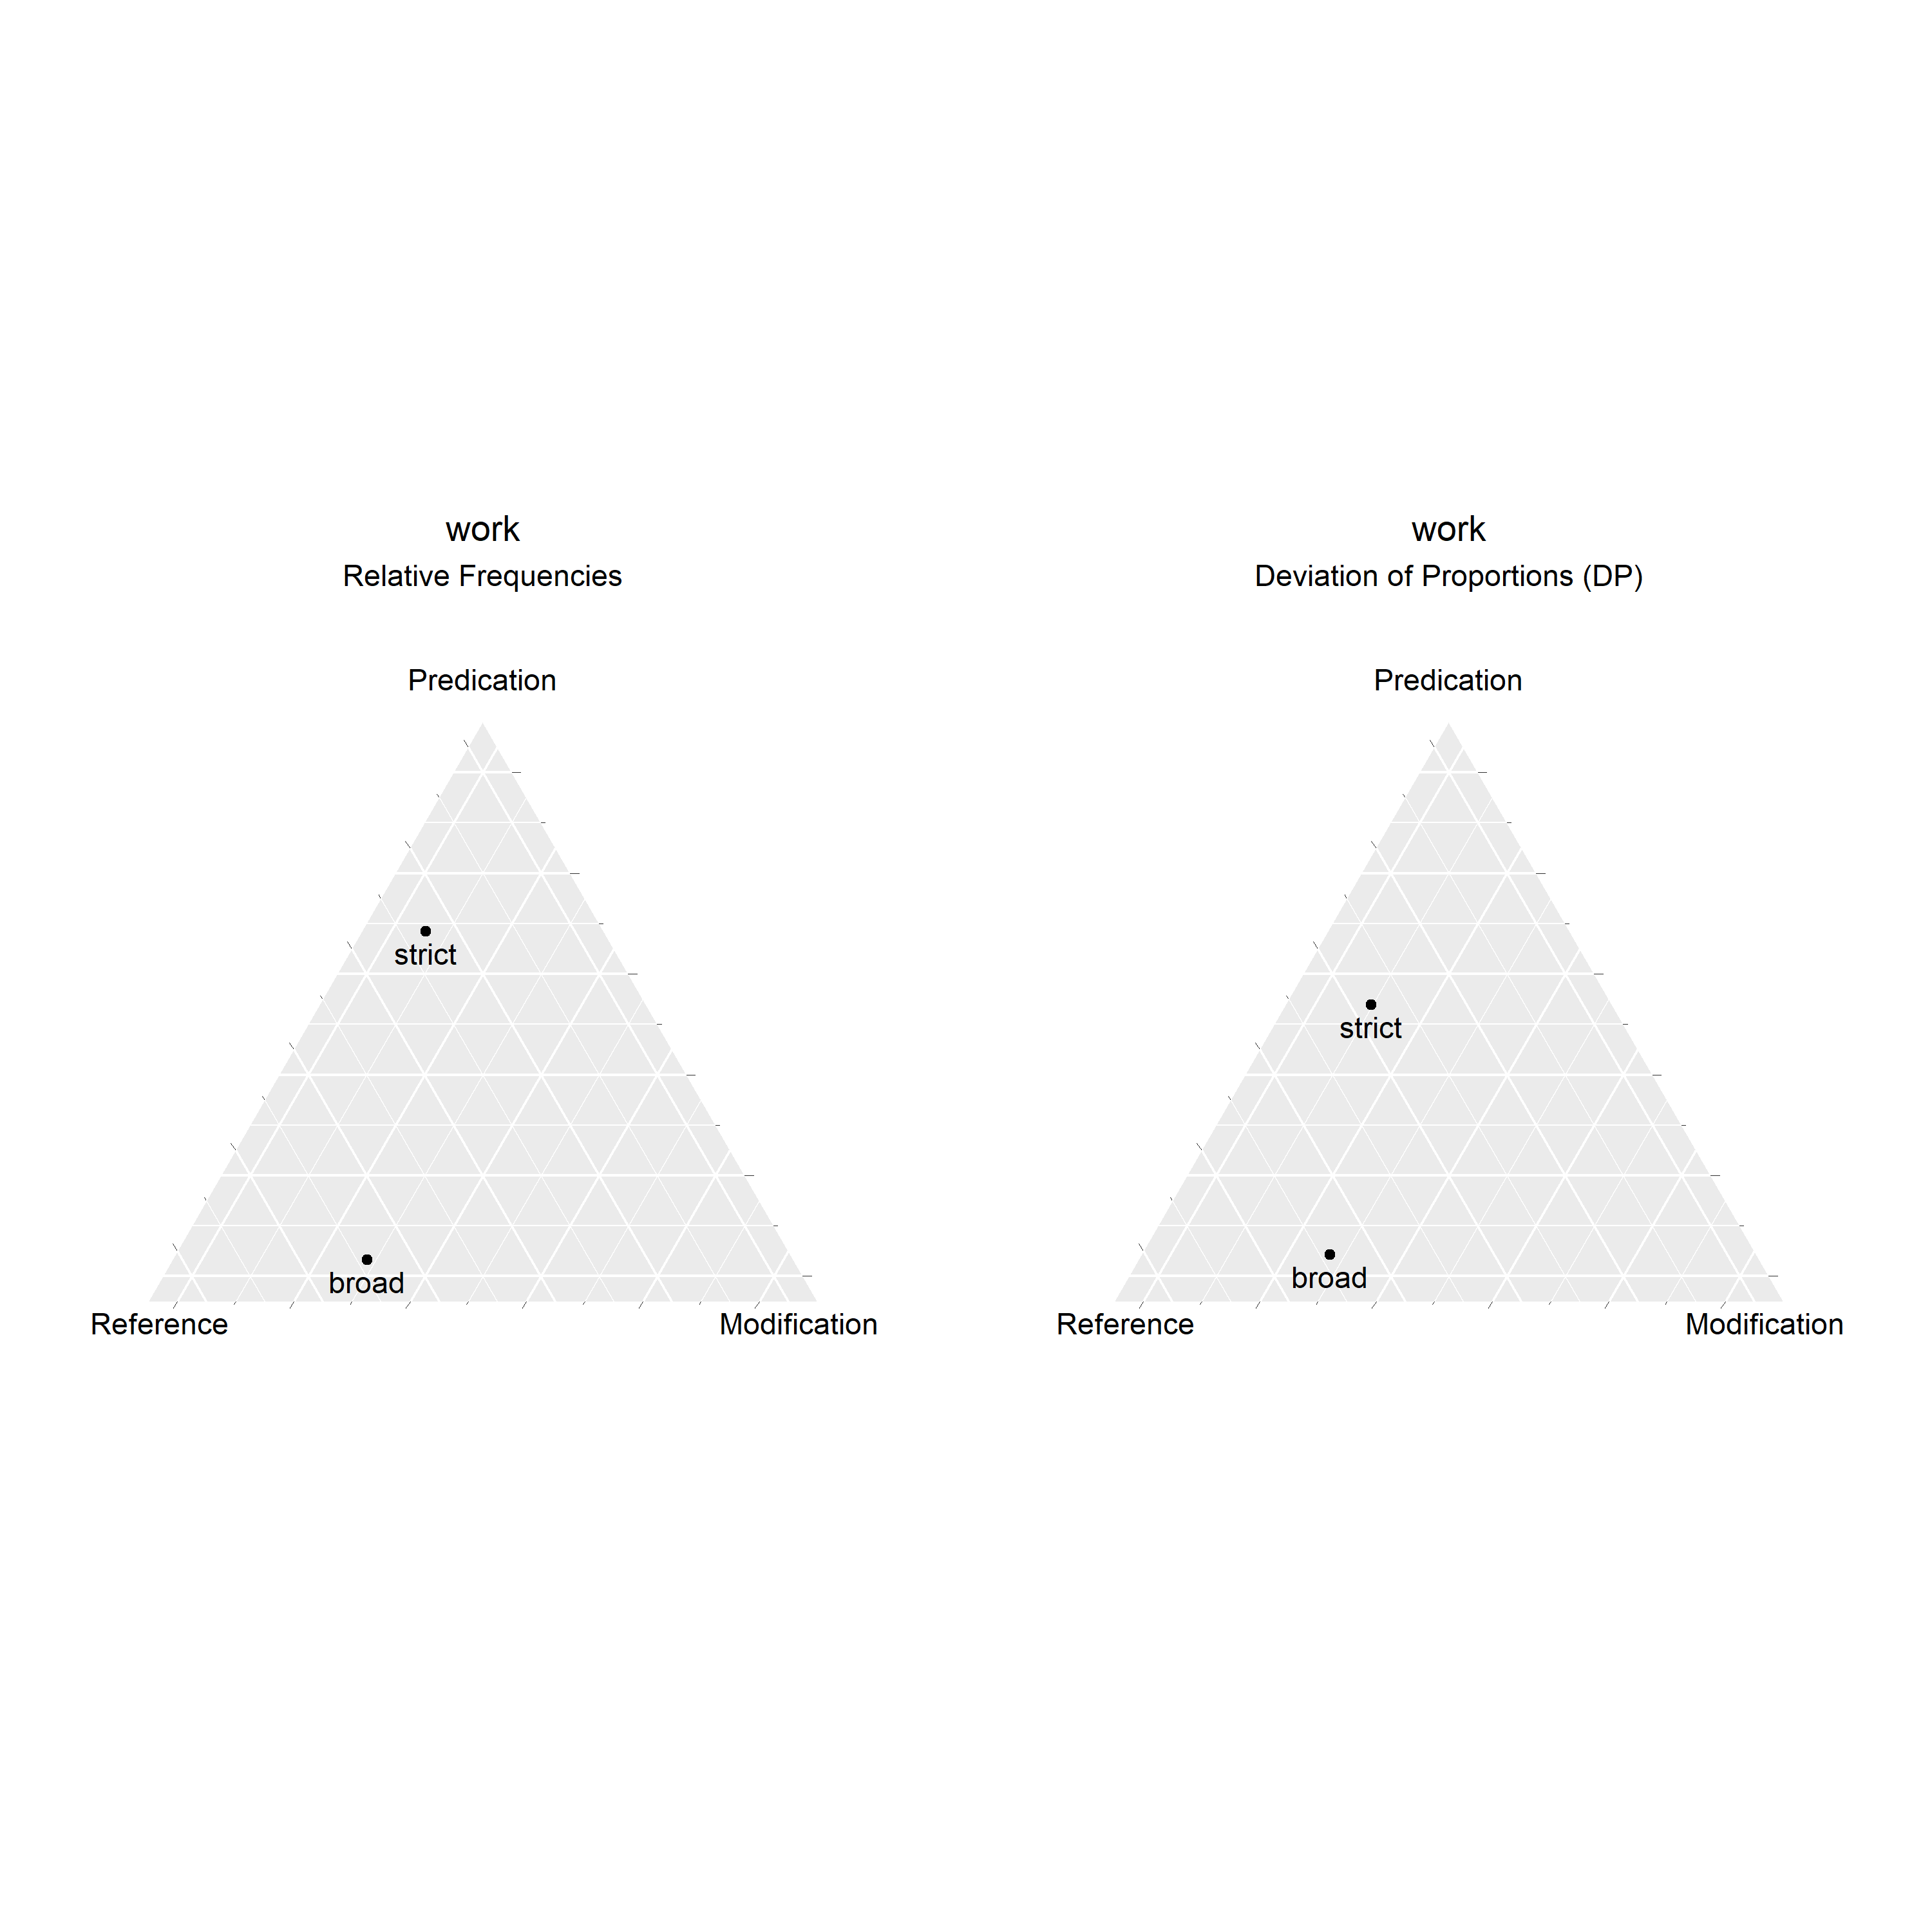 work
Relative Frequencies
Predication
strict
broad
Reference
Modification
work
Deviation of Proportions (DP)
Predication
strict
broad
Reference
Modification